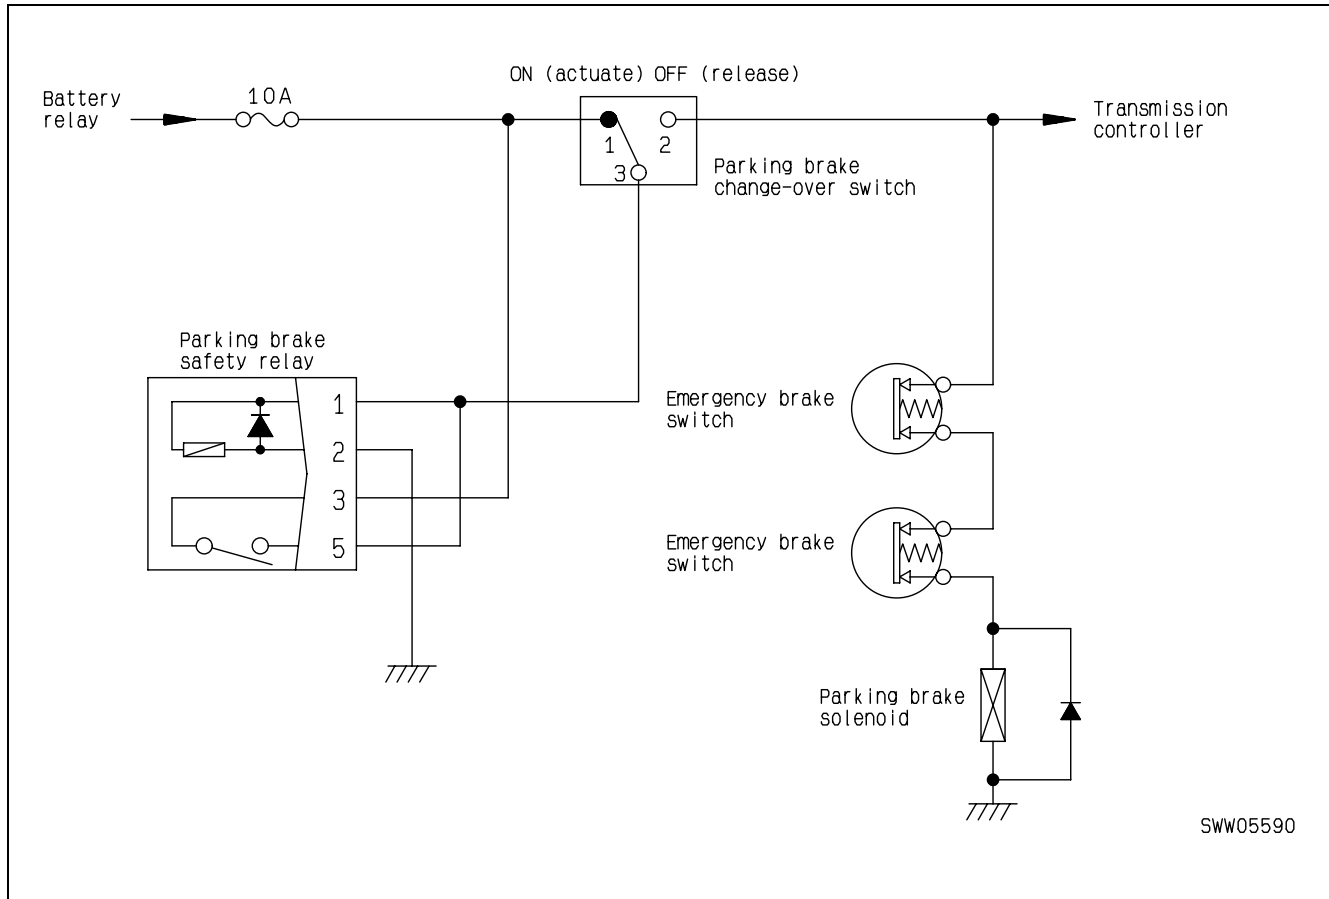 ON (actuate) OFF (release)
Battery
relay
10A
Transmission
controller
1
2
3
Parking brake
change-over switch
Parking brake
safety relay
1
2
3
5
Emergency brake
switch
Emergency brake
switch
Parking brake
solenoid
SWW05590